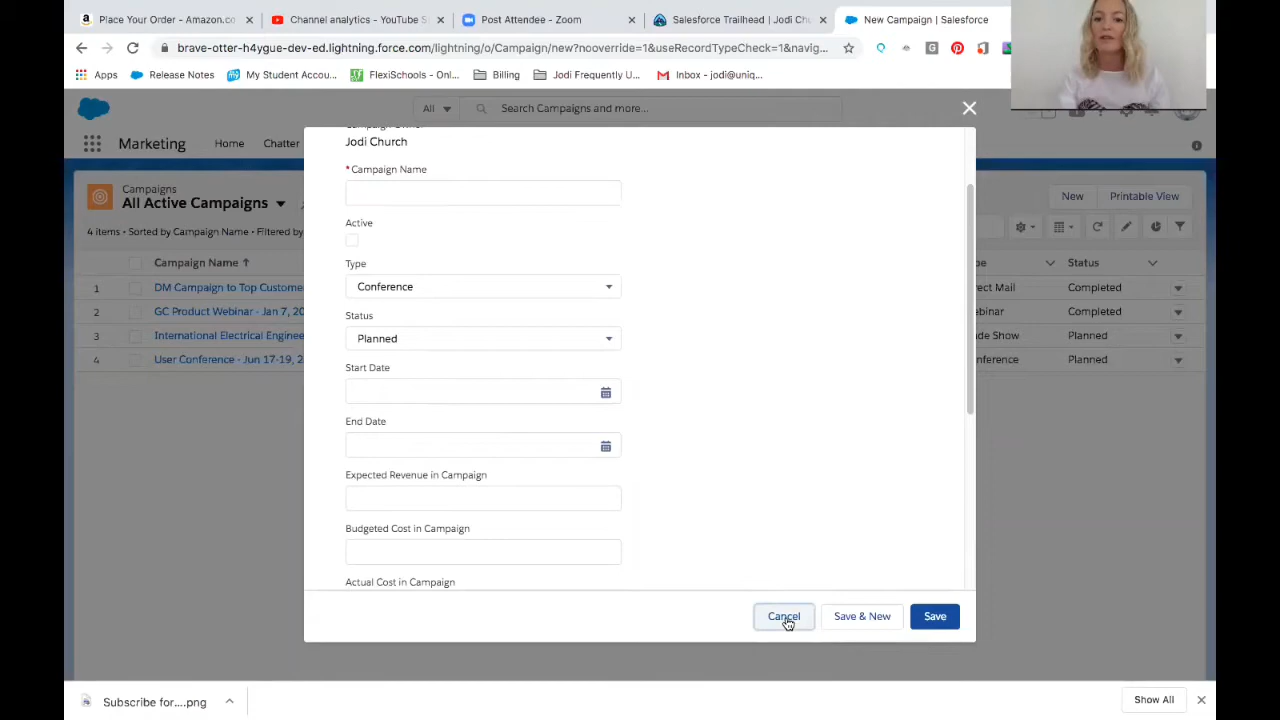 Place Your Order - Amazon.co
Channel analytics - YouTube S
Post Attendee - Zoom
Salesforce Trailhead | Jodi Chu
New Campaign | Salesforce
brave-otter-h4ygue-dev-ed.lightning.force.com/lightning/o/Campaign/new?nooverride=1&useRecordTypeCheck=1&navig...
Apps
Release Notes
My Student Accou...
FlexiSchools - Onl...
Billing
Jodi Frequently U...
Inbox - jodi@uniq...
All
Search Campaigns and more...
Marketing
Home
Chatter
Campaigns
All Active Campaigns
New
Printable View
4 items • Sorted by Campaign Name • Filtered by
Campaign Name
Status
1
DM Campaign to Top Custome
rect Mail
Completed
2
GC Product Webinar - Jan 7, 20
ebinar
Completed
3
International Electrical Enginee
ade Show
Planned
4
User Conference - Jun 17-19, 2
nference
Planned
Jodi Church
* Campaign Name
Active
Type
Conference
Status
Planned
Start Date
End Date
Expected Revenue in Campaign
Budgeted Cost in Campaign
Actual Cost in Campaign
Cancel
Save & New
Save
Subscribe for....png
Show All